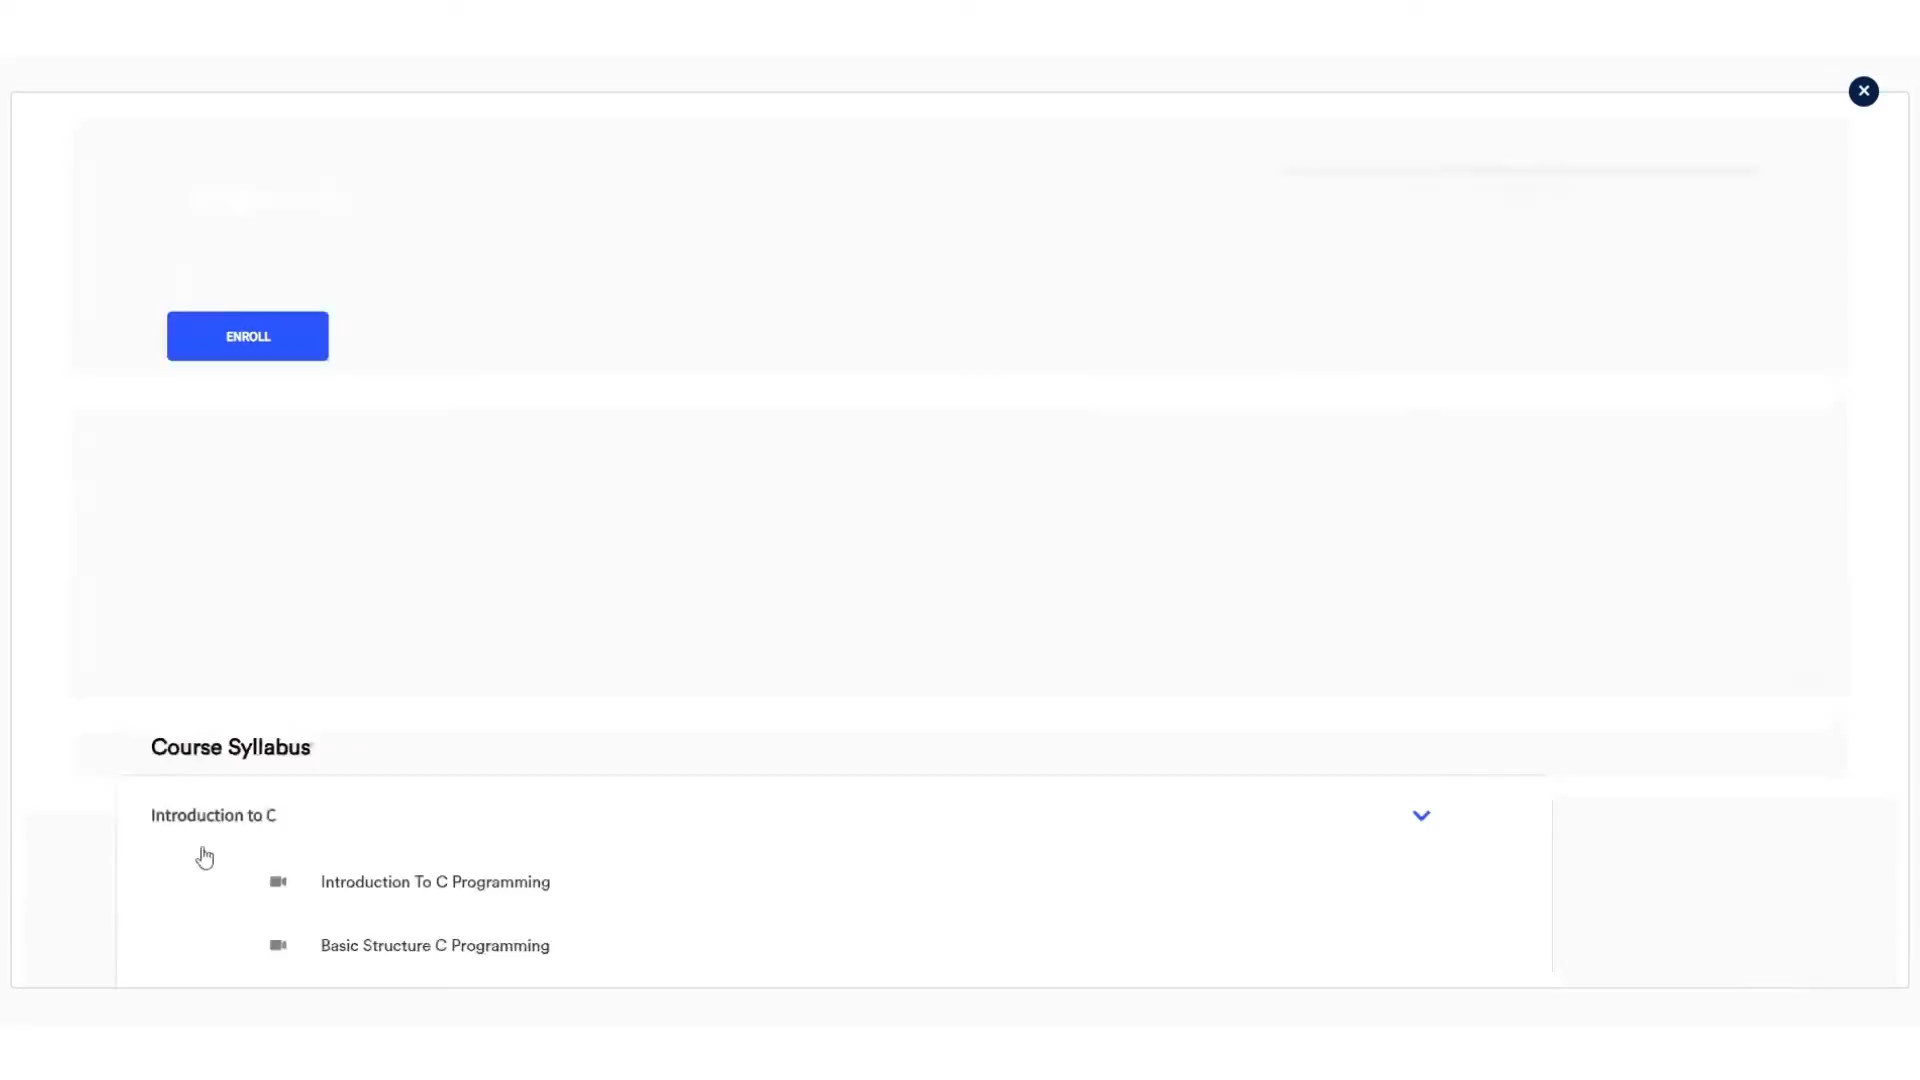 ENROLL
Course Syllabus
Introduction to C
Introduction To C Programming
Basic Structure C Programming